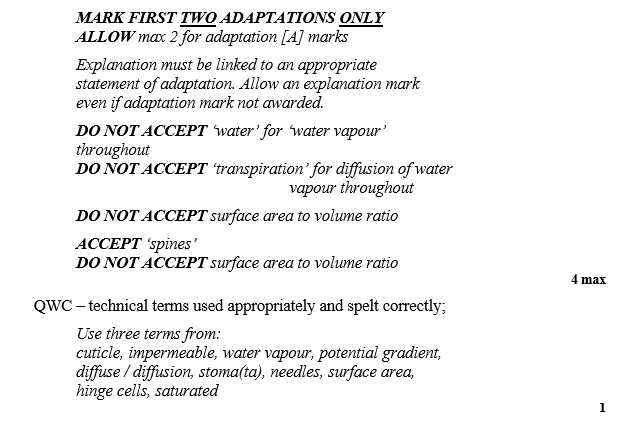 MARK FIRST TWO ADAPTATIONS ONLY
ALLOW max 2 for adaptation [A] marks
Explanation must be linked to an appropriate
statement of adaptation. Allow an explanation mark
even if adaptation mark not awarded.
DO NOT ACCEPT ‘water’ for ‘water vapour’
throughout
DO NOT ACCEPT ‘transpiration’ for diffusion of water
vapour throughout
DO NOT ACCEPT surface area to volume ratio
ACCEPT ‘spines’
DO NOT ACCEPT surface area to volume ratio
4 max
QWC – technical terms used appropriately and spelt correctly;
Use three terms from:
cuticle, impermeable, water vapour, potential gradient,
diffuse / diffusion, stoma(ta), needles, surface area,
hinge cells, saturated
1